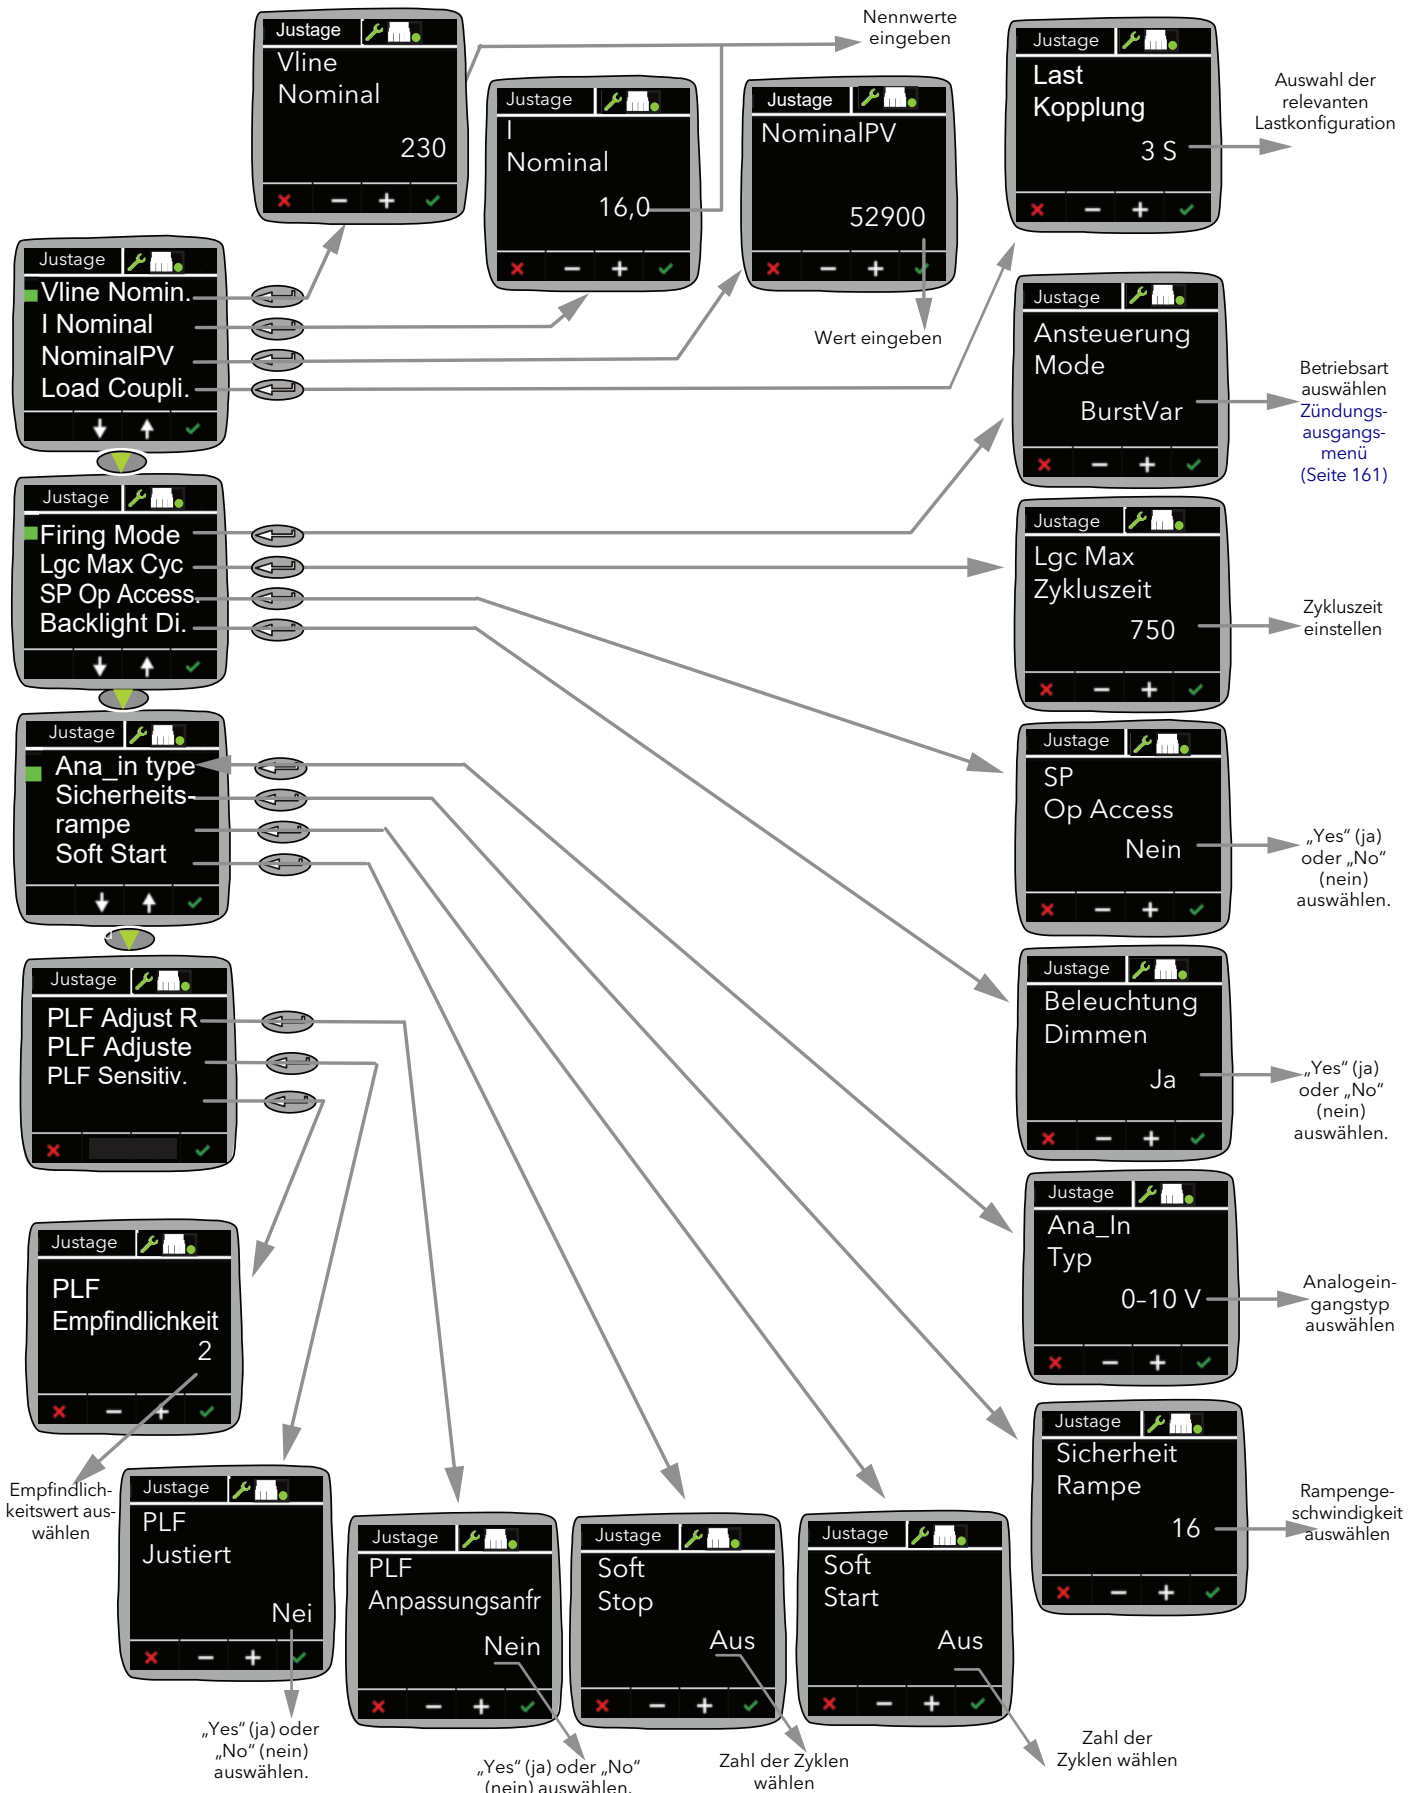 Justage
Vline
Nominal
230
Nennwerte
eingeben
Justage
I
Nominal
16,0
Justage
NominalPV
52900
Wert eingeben
Justage
Last
Kopplung
3 S
Auswahl der
relevanten
Lastkonfiguration
Justage
Vline Nomin.
I Nominal
NominalPV
Load Coupli.
Justage
Ansteuerung
Mode
BurstVar
Betriebsart
auswählen
Zündungs-
ausgangs-
menü
(Seite 161)
Justage
Firing Mode
Lgc Max Cyc
SP Op Access.
Backlight Di.
Justage
Lgc Max
Zykluszeit
750
Zykluszeit
einstellen
Justage
Ana_in type
Sicherheits-
rampe
Soft Start
Justage
SP
Op Access
Nein
„Yes“ (ja)
oder „No“
(nein)
auswählen.
Justage
PLF Adjust R
PLF Adjuste
PLF Sensitiv.
Justage
Beleuchtung
Dimmen
Ja
„Yes“ (ja)
oder „No“
(nein)
auswählen.
Justage
Ana_In
Typ
0–10 V
Analogein-
gangstyp
auswählen
Justage
PLF
Empfindlichkeit
2
Empfindlich-
keitswert aus-
wählen
Justage
Sicherheit
Rampe
16
Rampenge-
schwindigkeit
auswählen
Justage
PLF
Justiert
Nei
„Yes“ (ja) oder
„No“ (nein)
auswählen.
Justage
PLF
Anpassungsanfr
Nein
„Yes“ (ja) oder „No“
(nein) auswählen.
Justage
Soft
Stop
Aus
Zahl der Zyklen
wählen
Justage
Soft
Start
Aus
Zahl der
Zyklen wählen